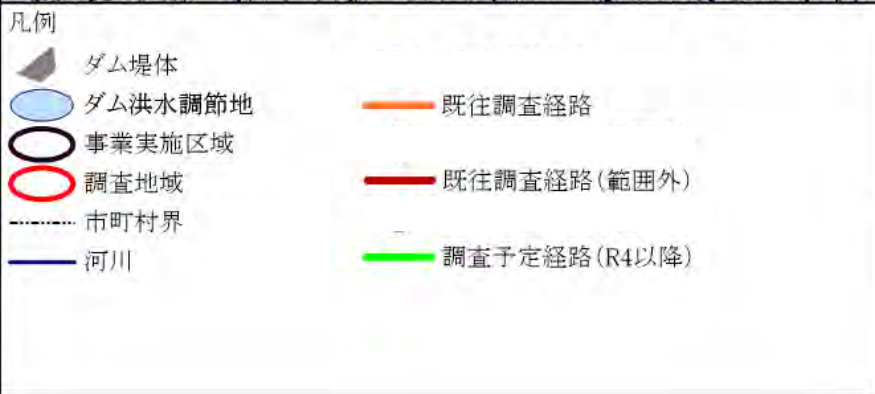 凡例
ダム堤体
ダム洪水調節地
事業実施区域
調査地域
市町村界
河川
既往調査経路
既往調査経路(範囲外)
調査予定経路(R4以降)